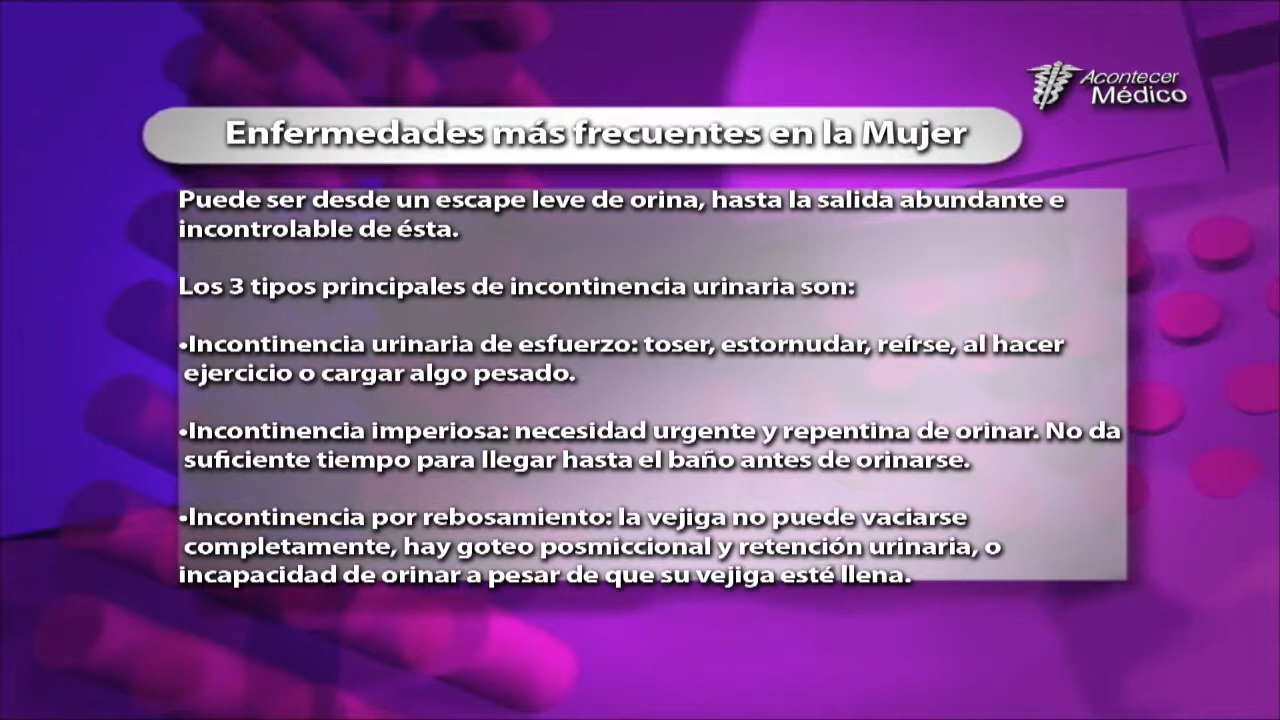 Acontecer
Médico
Enfermedades más frecuentes en la Mujer
Puede ser desde un escape leve de orina, hasta la salida abundante e
incontrolable de ésta.
Los 3 tipos principales de incontinencia urinaria son:
•Incontinencia urinaria de esfuerzo: toser, estornudar, reírse, al hacer
ejercicio o cargar algo pesado.
•Incontinencia imperiosa: necesidad urgente y repentina de orinar. No da
suficiente tiempo para llegar hasta el baño antes de orinarse.
•Incontinencia por rebosamiento: la vejiga no puede vaciarse
completamente, hay goteo posmiccional y retención urinaria, o
incapacidad de orinar a pesar de que su vejiga esté llena.